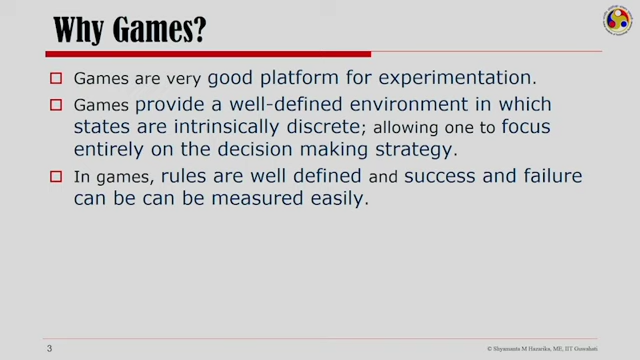 Why Games?
Games are very good platform for experimentation.
Games provide a well-defined environment in which
states are intrinsically discrete; allowing one to focus
entirely on the decision making strategy.
In games, rules are well defined and success and failure
can be can be measured easily.
3
© Shyamanta M Hazarika, ME, IIT Guwahati